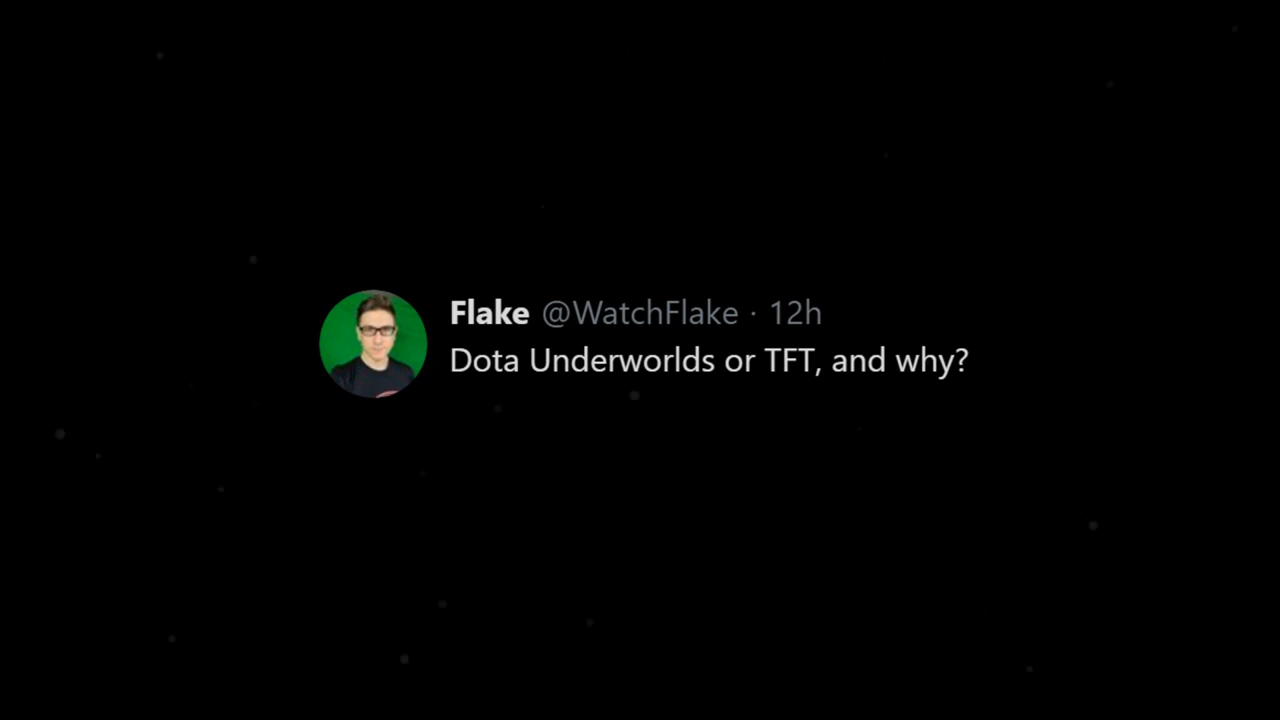 Flake @WatchFlake · 12h
Dota Underworlds or TFT, and why?